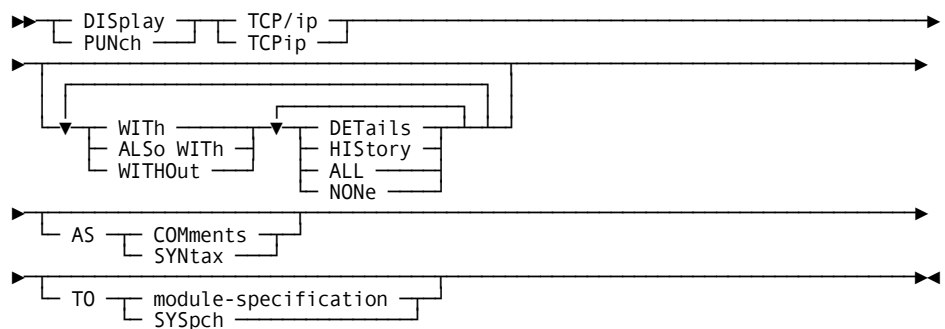 DISplay TCP/ip
PUNch TCPip
WITh DETails
ALSo WITh HIStory
WITHOut ALL
NONe
AS COMments
SYNtax
TO module-specification
SYSpch